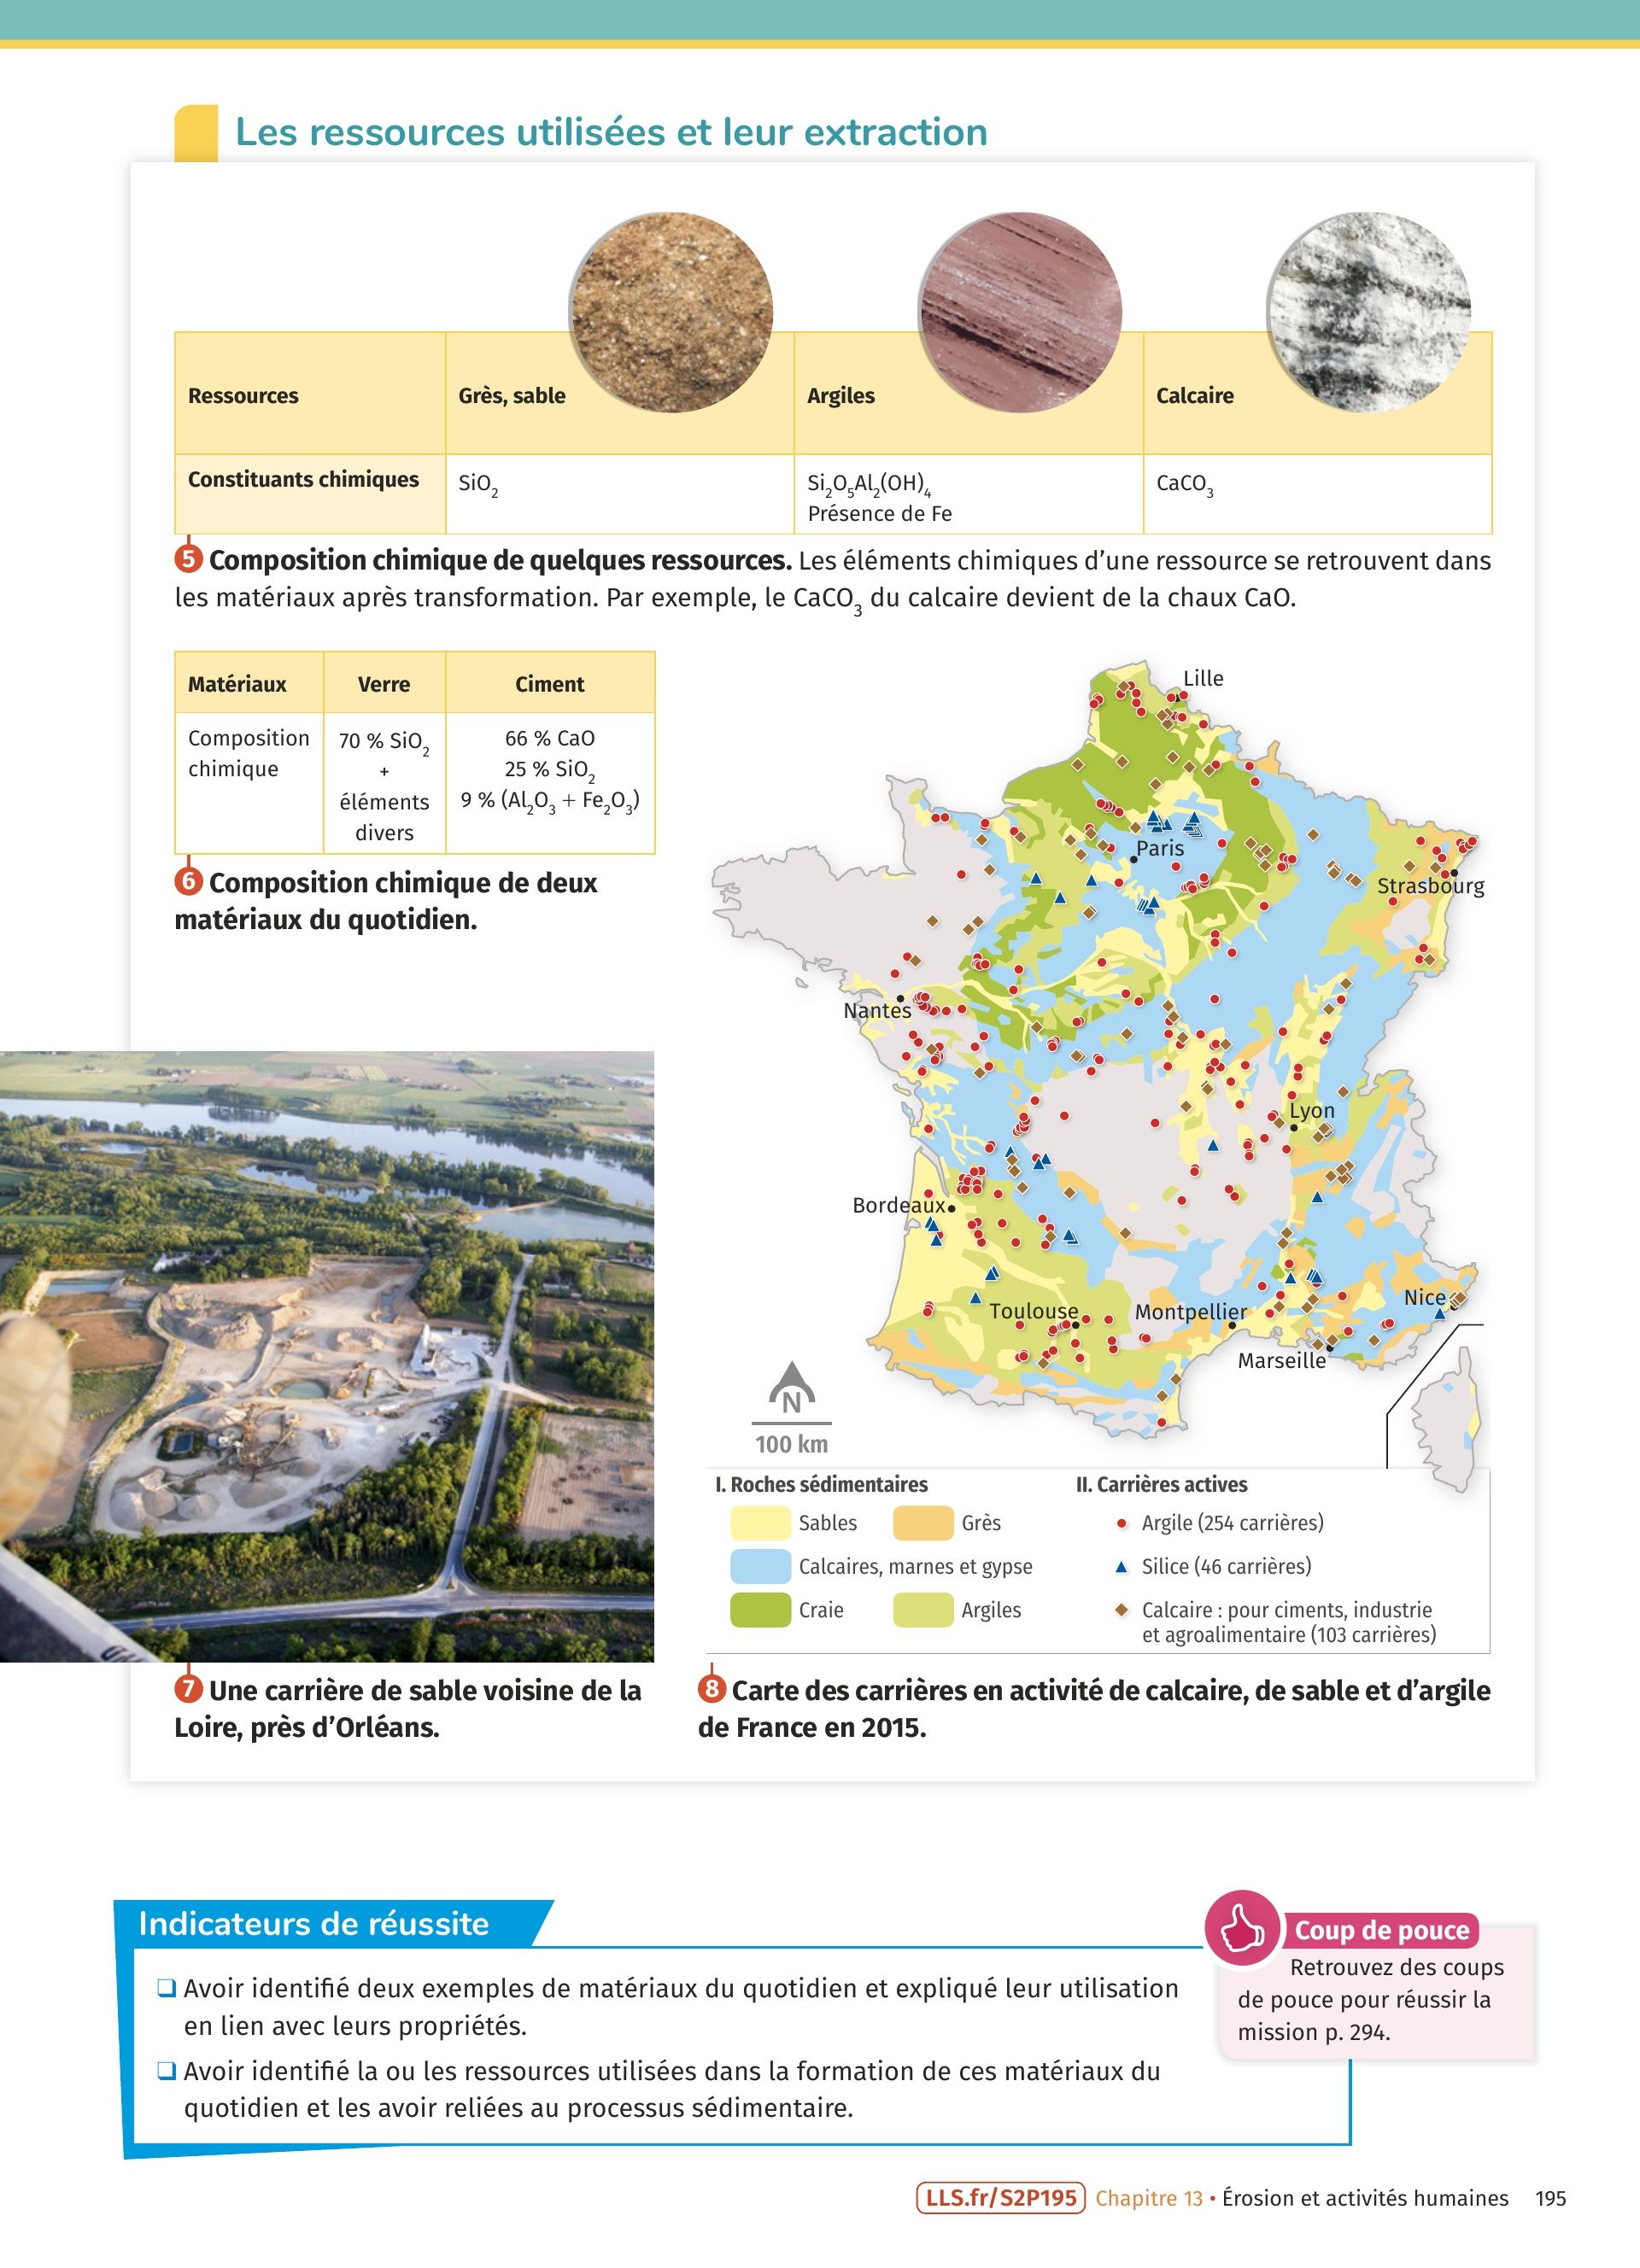 Les ressources utilisées et leur extraction
Ressources
Grès, sable
Argiles
Calcaire
Constituants chimiques
SiO₂
Si₂O₅Al₂(OH)₄
Présence de Fe
CaCO₃
5 Composition chimique de quelques ressources. Les éléments chimiques d’une ressource se retrouvent dans
les matériaux après transformation. Par exemple, le CaCO₃ du calcaire devient de la chaux CaO.
Matériaux
Verre
Ciment
Composition
chimique
70 % SiO₂
+
éléments
divers
66 % CaO
25 % SiO₂
9 % (Al₂O₃ + Fe₂O₃)
6 Composition chimique de deux
matériaux du quotidien.
Lille
Paris
Strasbourg
Nantes
Lyon
Bordeaux
Toulouse
Montpellier
Nice
Marseille
N
100 km
I. Roches sédimentaires
Sables
Grès
Calcaires, marnes et gypse
Craie
Argiles
II. Carrières actives
Argile (254 carrières)
Silice (46 carrières)
Calcaire : pour ciments, industrie
et agroalimentaire (103 carrières)
7 Une carrière de sable voisine de la
Loire, près d’Orléans.
8 Carte des carrières en activité de calcaire, de sable et d’argile
de France en 2015.
Indicateurs de réussite
❏ Avoir identifié deux exemples de matériaux du quotidien et expliqué leur utilisation
en lien avec leurs propriétés.
❏ Avoir identifié la ou les ressources utilisées dans la formation de ces matériaux du
quotidien et les avoir reliées au processus sédimentaire.
Coup de pouce
Retrouvez des coups
de pouce pour réussir la
mission p. 294.
LLS.fr/S2P195 Chapitre 13 • Érosion et activités humaines 195